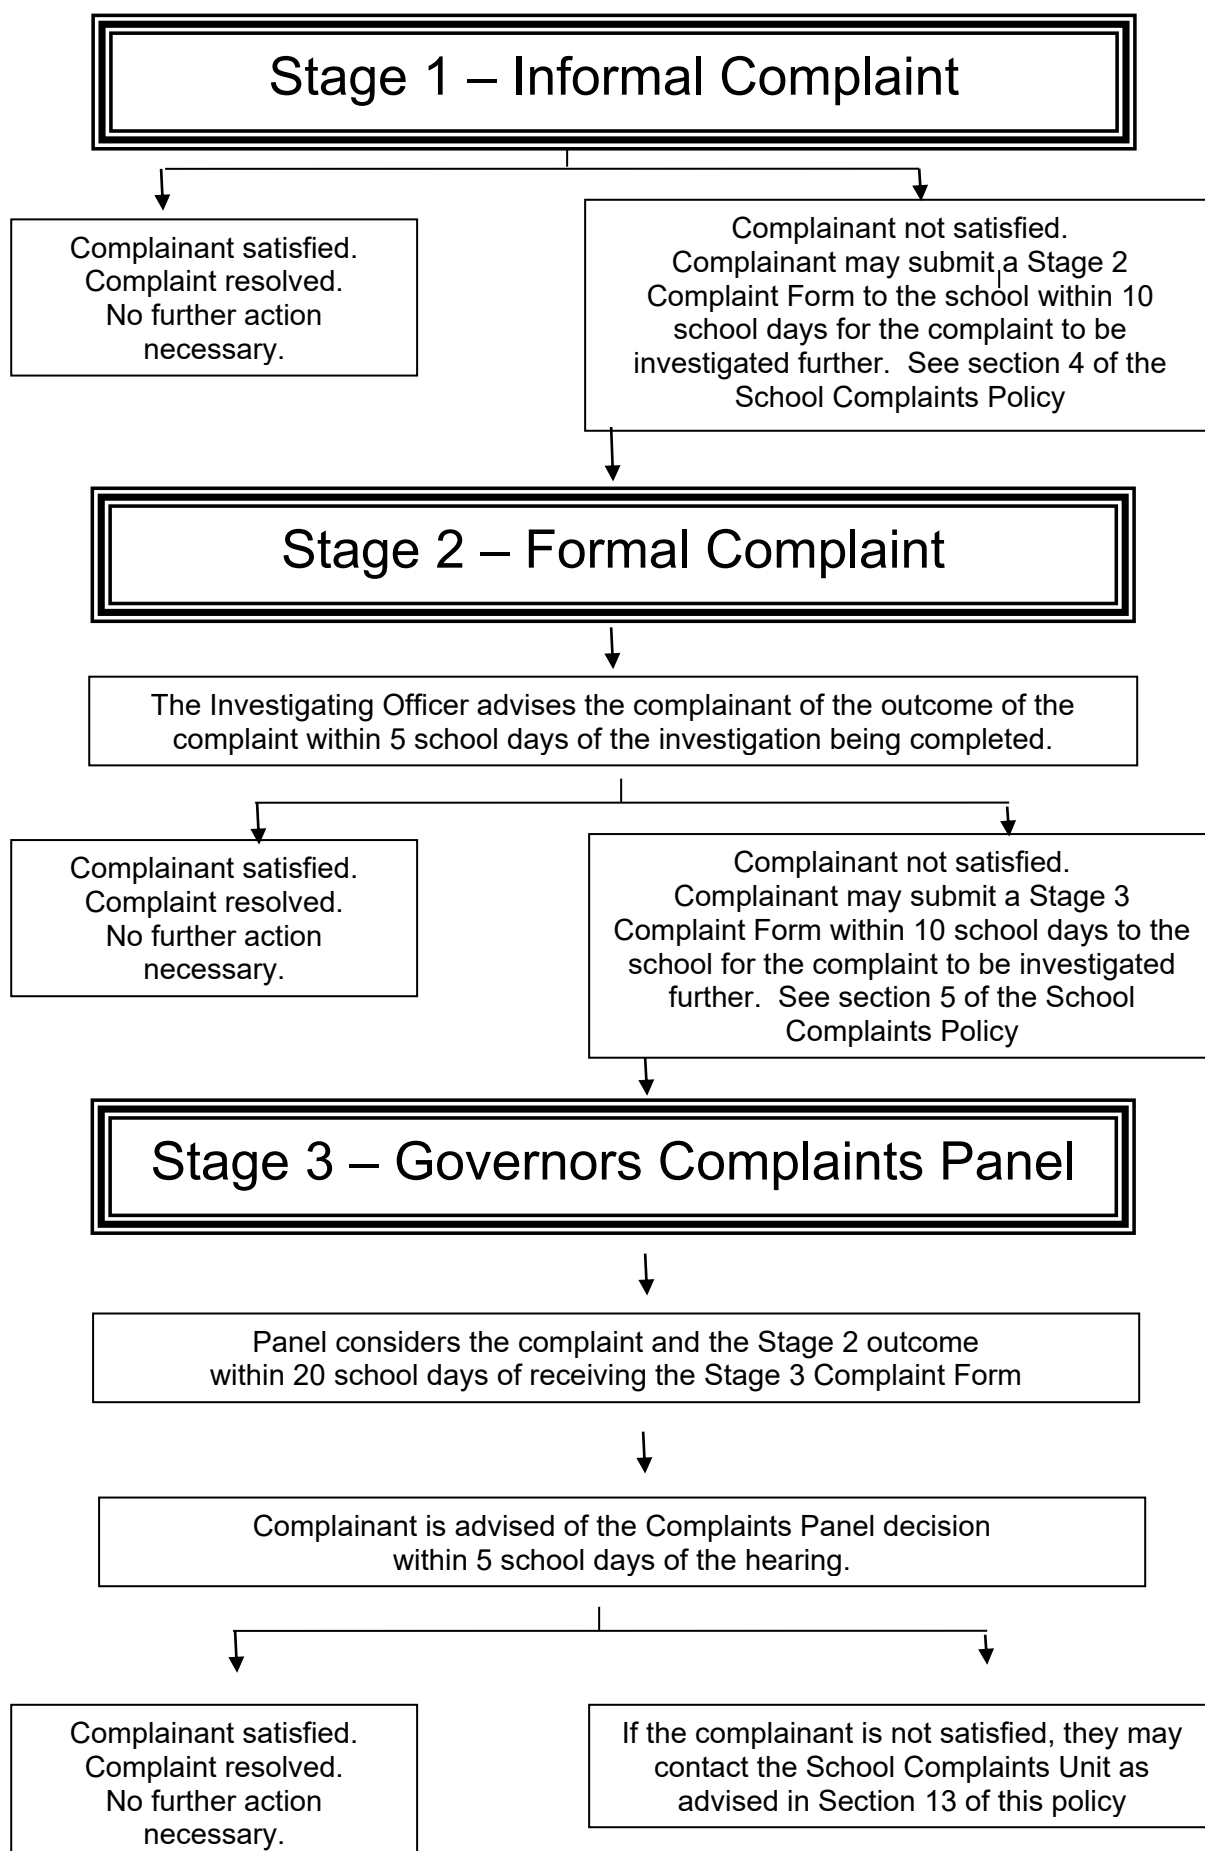 Stage 1 – Informal Complaint
Complainant satisfied.
Complaint resolved.
No further action
necessary.
Complainant not satisfied.
Complainant may submit a Stage 2
Complaint Form to the school within 10
school days for the complaint to be
investigated further.  See section 4 of the
School Complaints Policy
Stage 2 – Formal Complaint
The Investigating Officer advises the complainant of the outcome of the
complaint within 5 school days of the investigation being completed.
Complainant satisfied.
Complaint resolved.
No further action
necessary.
Complainant not satisfied.
Complainant may submit a Stage 3
Complaint Form within 10 school days to the
school for the complaint to be investigated
further.  See section 5 of the School
Complaints Policy
Stage 3 – Governors Complaints Panel
Panel considers the complaint and the Stage 2 outcome
within 20 school days of receiving the Stage 3 Complaint Form
Complainant is advised of the Complaints Panel decision
within 5 school days of the hearing.
Complainant satisfied.
Complaint resolved.
No further action
necessary.
If the complainant is not satisfied, they may
contact the School Complaints Unit as
advised in Section 13 of this policy